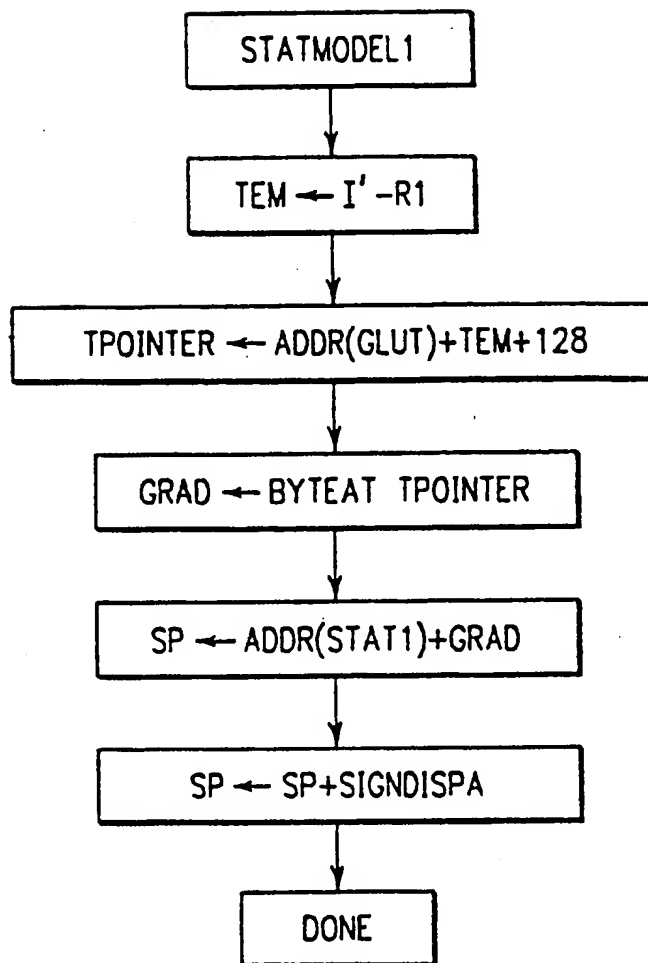 STATMODEL1
TEM ← I' -R1
TPOINTER ← ADDR(GLUT)+TEM+128
GRAD ← BYTEAT TPOINTER
SP ← ADDR(STAT1)+GRAD
SP ← SP+SIGNDISPA
DONE